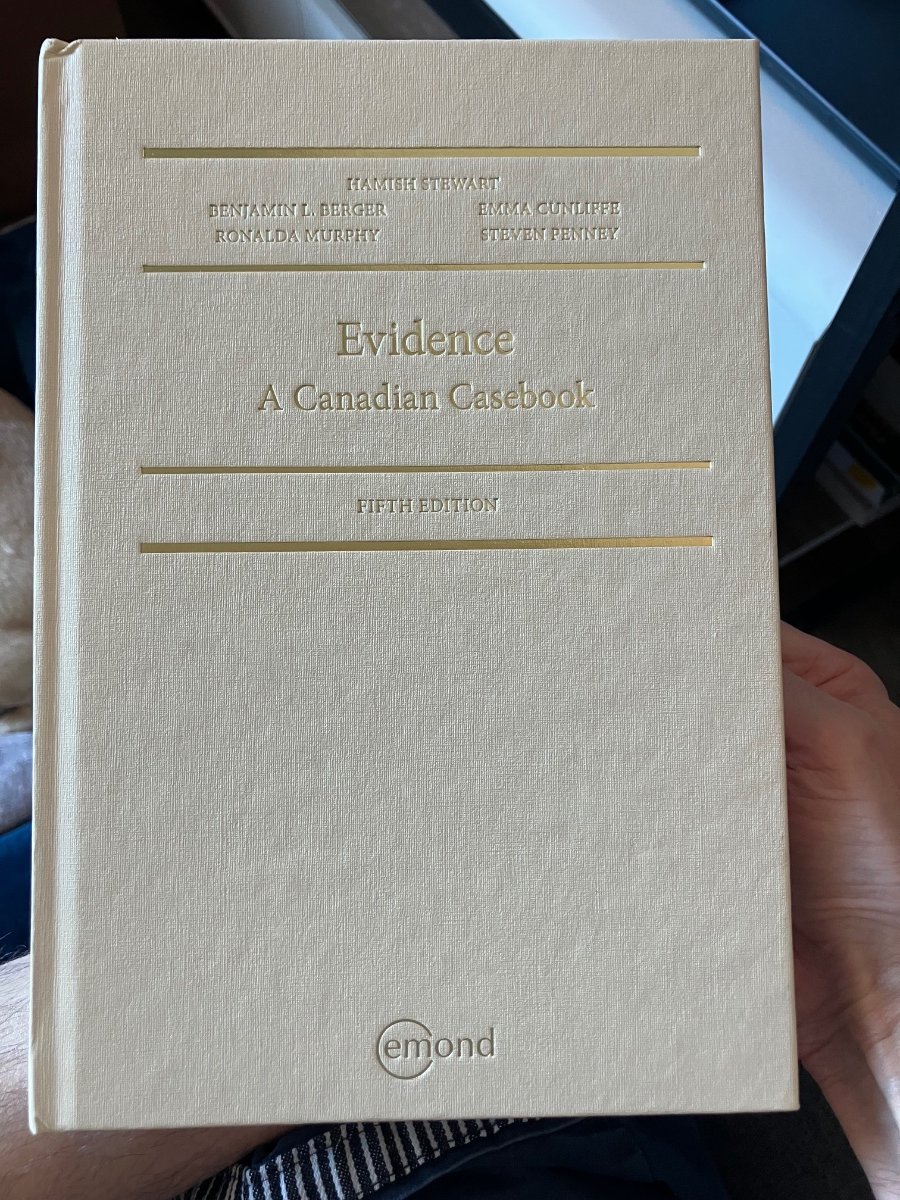 HAMISH STEWART
BENJAMIN L. BERGER EMMA CUNLIFFE
RONALDA MURPHY STEVEN PENNEY
Evidence
A Canadian Casebook
FIFTH EDITION
emond